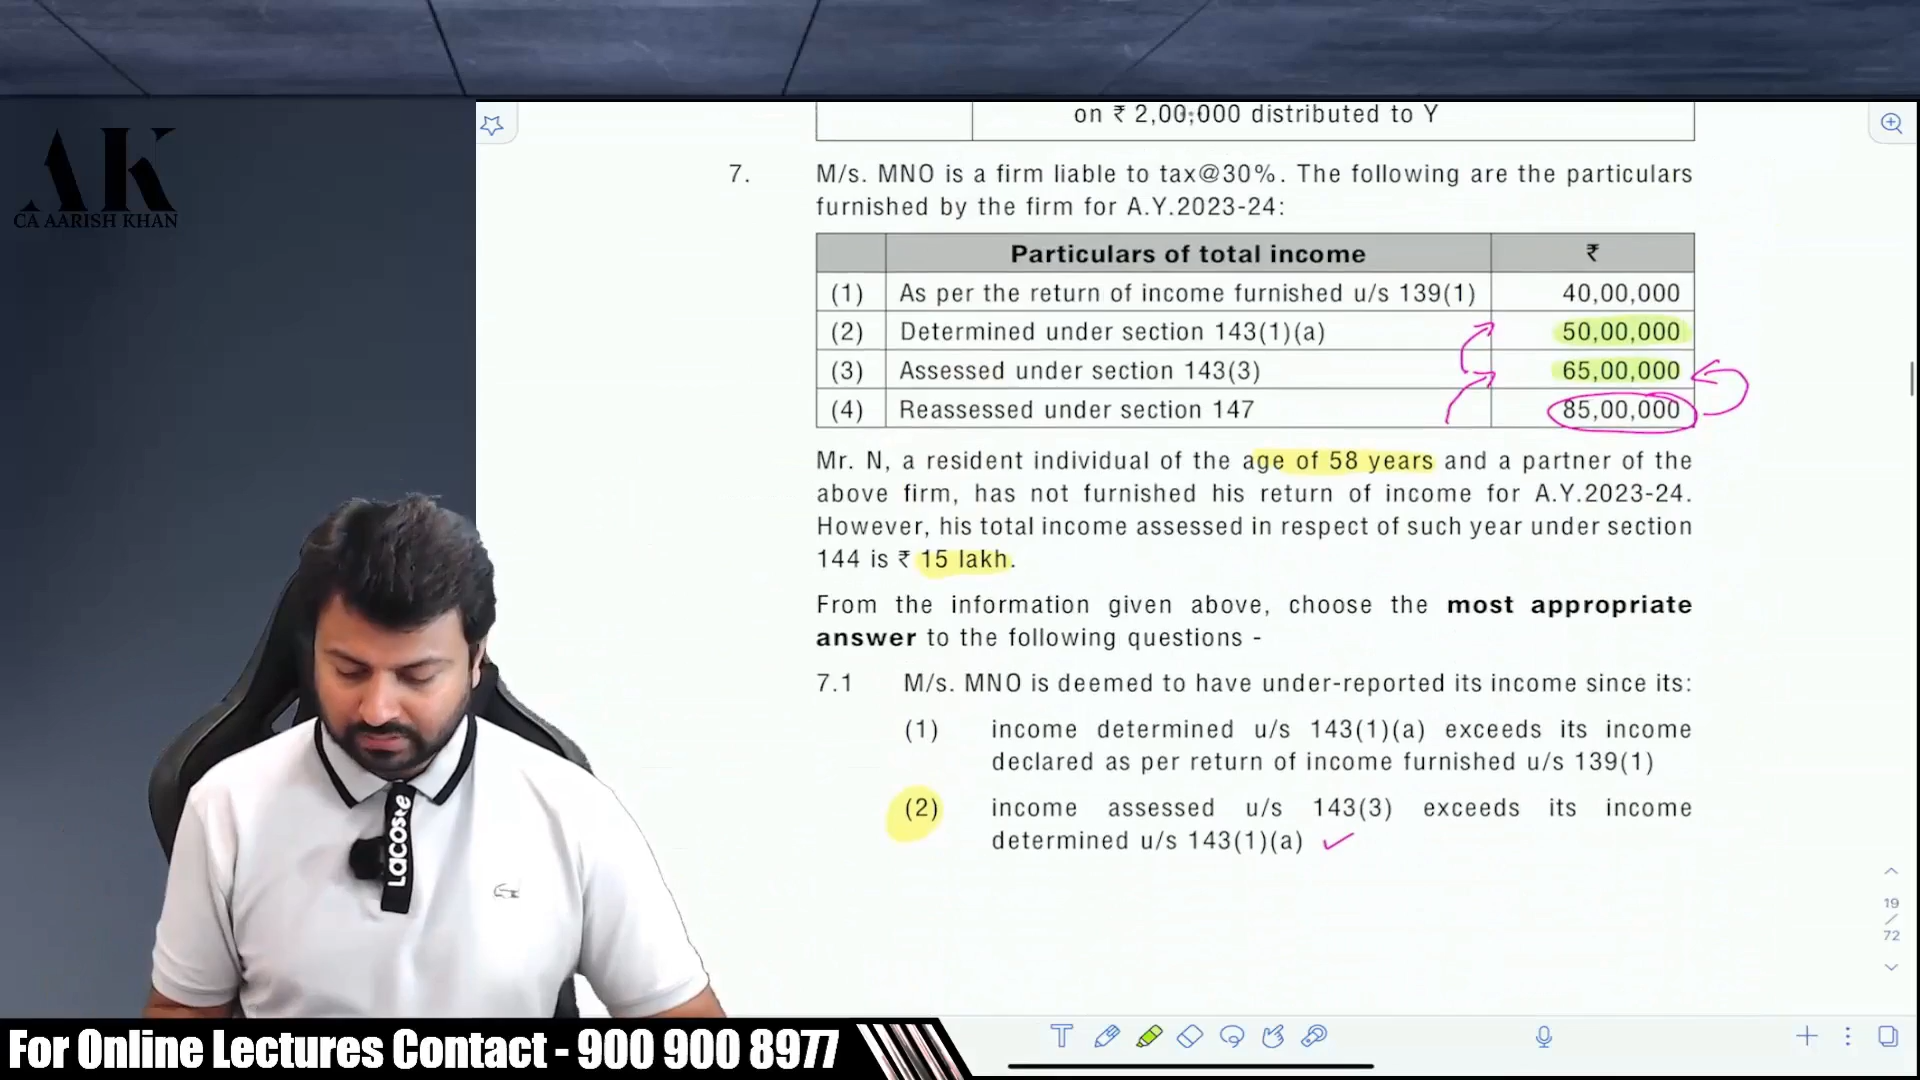 AK
CA AARISH KHAN
on ₹ 2,00,000 distributed to Y
7. M/s. MNO is a firm liable to tax@30%. The following are the particulars
furnished by the firm for A.Y.2023-24:
Particulars of total income ₹
(1) As per the return of income furnished u/s 139(1) 40,00,000
(2) Determined under section 143(1)(a) 50,00,000
(3) Assessed under section 143(3) 65,00,000
(4) Reassessed under section 147 85,00,000
Mr. N, a resident individual of the age of 58 years and a partner of the
above firm, has not furnished his return of income for A.Y.2023-24.
However, his total income assessed in respect of such year under section
144 is ₹ 15 lakh.
From the information given above, choose the most appropriate
answer to the following questions -
7.1 M/s. MNO is deemed to have under-reported its income since its:
(1) income determined u/s 143(1)(a) exceeds its income
declared as per return of income furnished u/s 139(1)
(2) income assessed u/s 143(3) exceeds its income
determined u/s 143(1)(a)
LACOSTE
19
/
72
T
For Online Lectures Contact - 900 900 8977